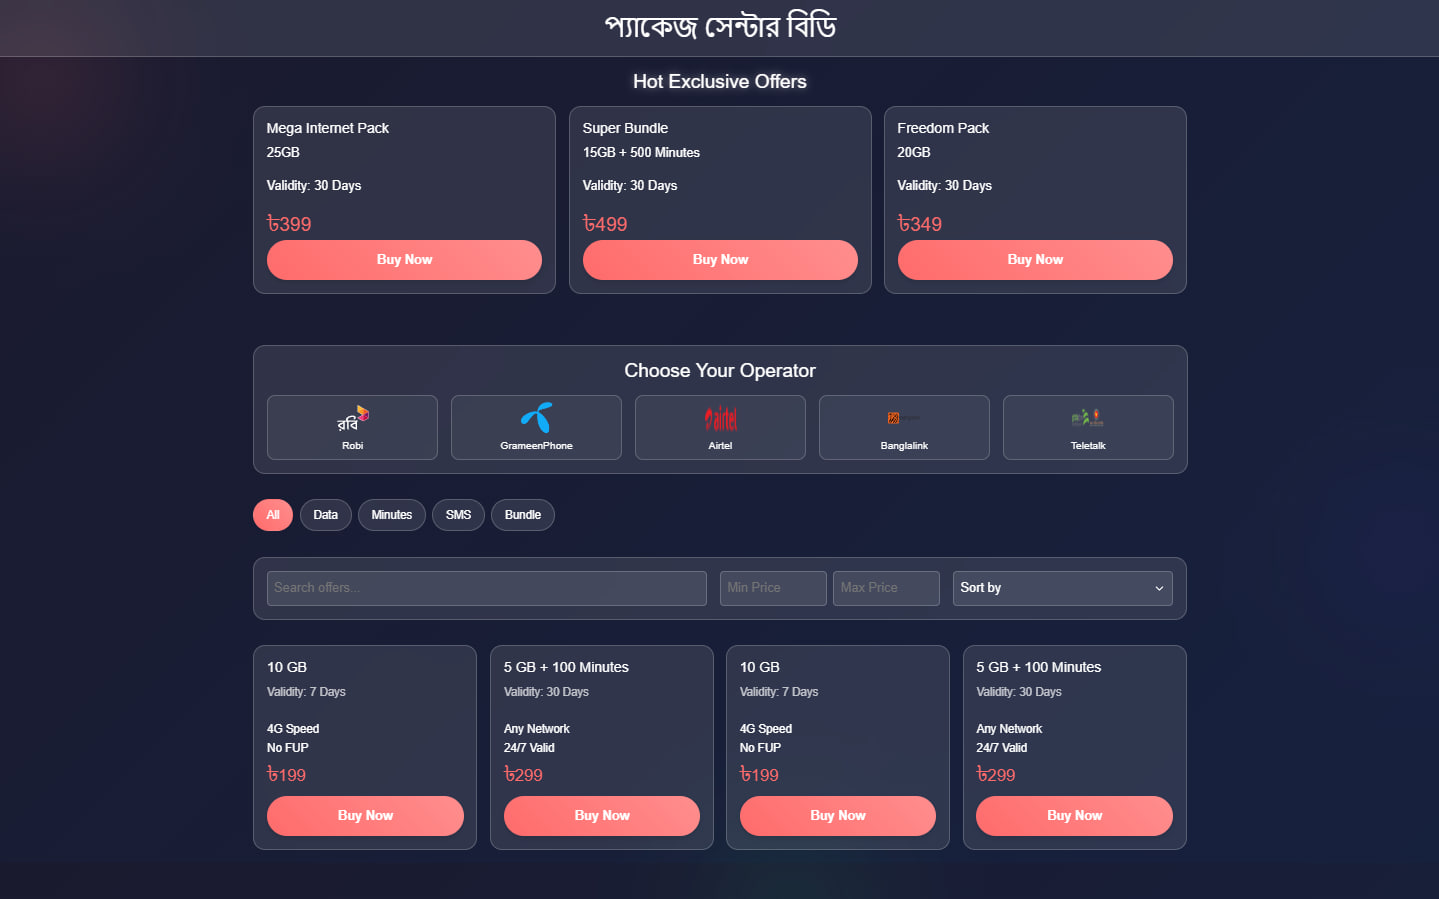 প্যাকেজ সেন্টার বিডি
Hot Exclusive Offers
Mega Internet Pack
25GB
Validity: 30 Days
৳399
Buy Now
Super Bundle
15GB + 500 Minutes
Validity: 30 Days
৳499
Buy Now
Freedom Pack
20GB
Validity: 30 Days
৳349
Buy Now
Choose Your Operator
রবি
Robi
GrameenPhone
airtel
Airtel
Banglalink
Teletalk
All
Data
Minutes
SMS
Bundle
Search offers...
Min Price
Max Price
Sort by
10 GB
Validity: 7 Days
4G Speed
No FUP
৳199
Buy Now
5 GB + 100 Minutes
Validity: 30 Days
Any Network
24/7 Valid
৳299
Buy Now
10 GB
Validity: 7 Days
4G Speed
No FUP
৳199
Buy Now
5 GB + 100 Minutes
Validity: 30 Days
Any Network
24/7 Valid
৳299
Buy Now